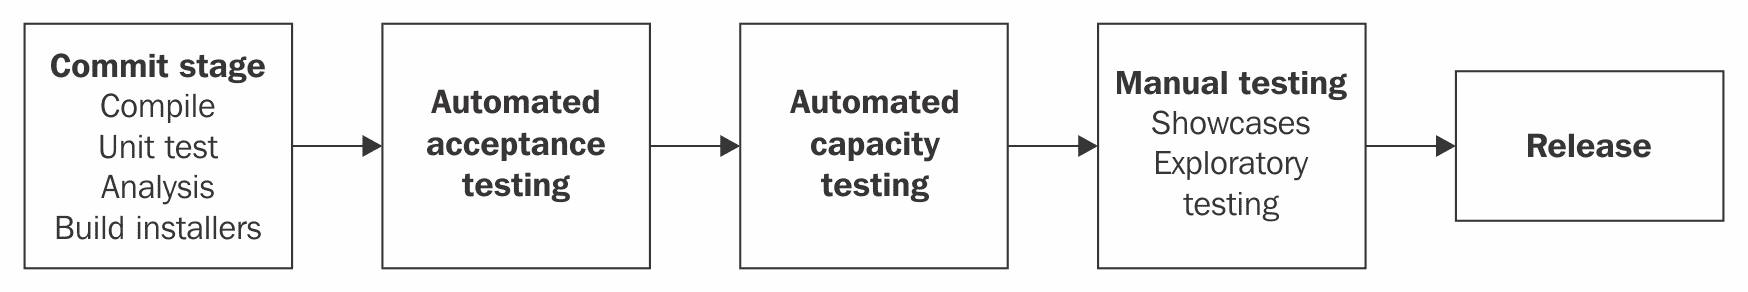 Commit stage
Compile
Unit test
Analysis
Build installers
Automated
acceptance
testing
Automated
capacity
testing
Manual testing
Showcases
Exploratory
testing
Release